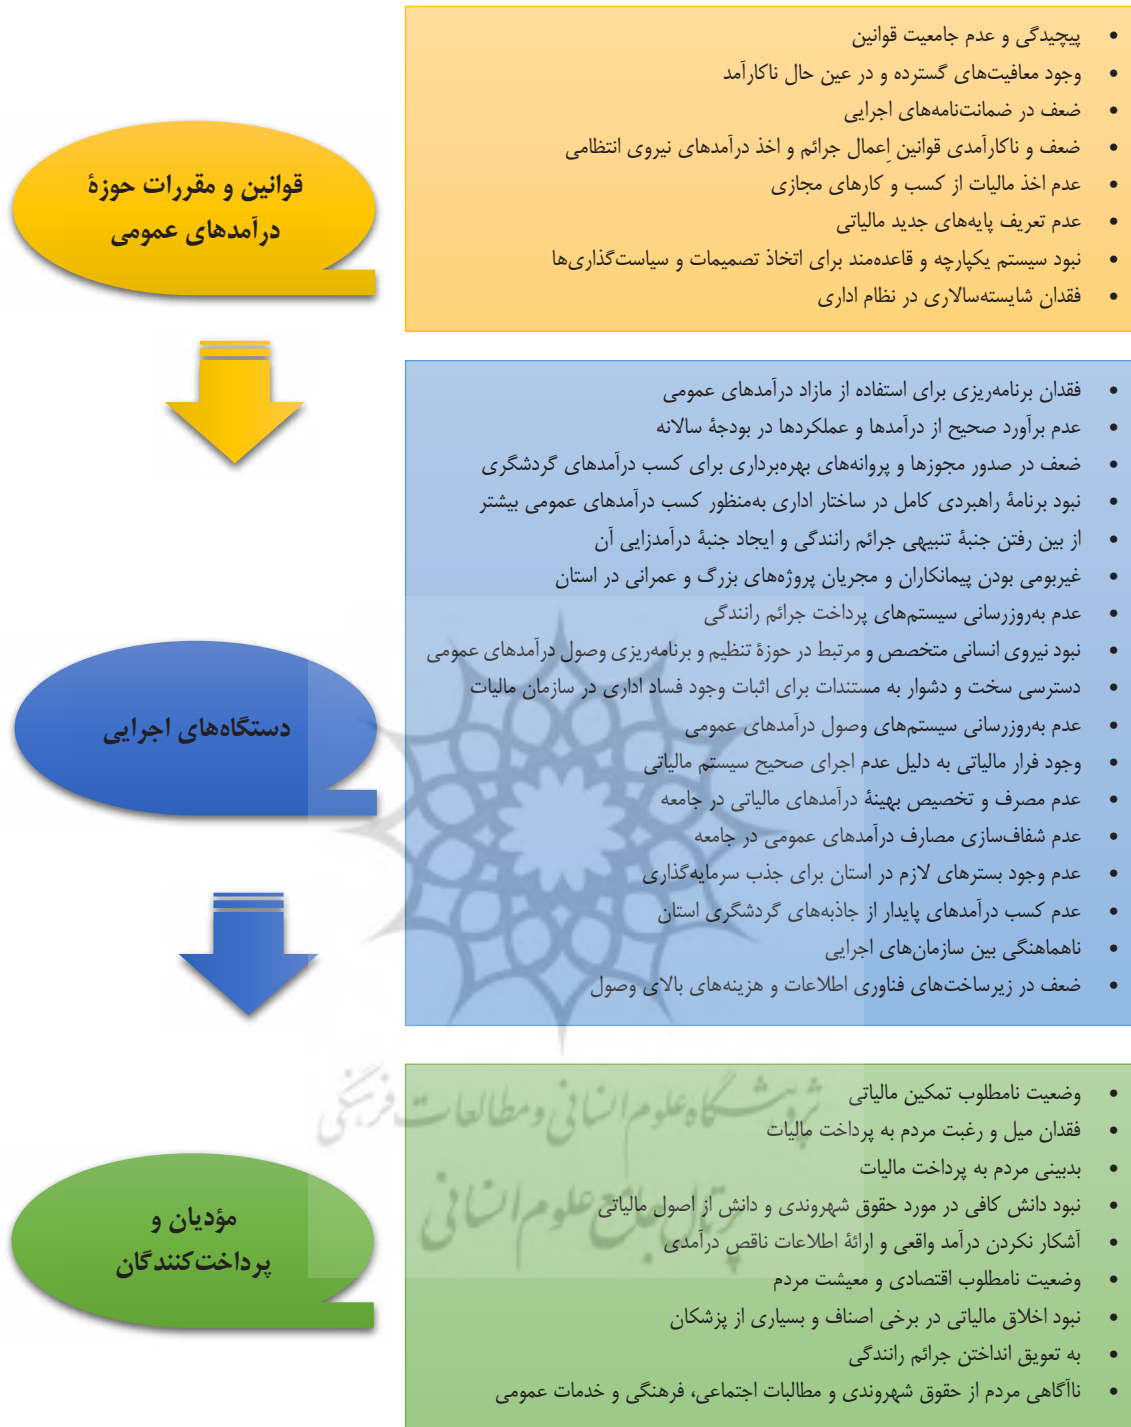 قوانین و مقررات حوزهٔ
درآمدهای عمومی
• پیچیدگی و عدم جامعیت قوانین
• وجود معافیت‌های گسترده و در عین حال ناکارآمد
• ضعف در ضمانت‌نامه‌های اجرایی
• ضعف و ناکارآمدی قوانین اِعمال جرائم و اخذ درآمدهای نیروی انتظامی
• عدم اخذ مالیات از کسب و کارهای مجازی
• عدم تعریف پایه‌های جدید مالیاتی
• نبود سیستم یکپارچه و قاعده‌مند برای اتخاذ تصمیمات و سیاست‌گذاری‌ها
• فقدان شایسته‌سالاری در نظام اداری
دستگاه‌های اجرایی
• فقدان برنامه‌ریزی برای استفاده از مازاد درآمدهای عمومی
• عدم برآورد صحیح از درآمدها و عملکردها در بودجهٔ سالانه
• ضعف در صدور مجوزها و پروانه‌های بهره‌برداری برای کسب درآمدهای گردشگری
• نبود برنامهٔ راهبردی کامل در ساختار اداری به‌منظور کسب درآمدهای عمومی بیشتر
• از بین رفتن جنبهٔ تنبیهی جرائم رانندگی و ایجاد جنبهٔ درآمدزایی آن
• غیربومی بودن پیمانکاران و مجریان پروژه‌های بزرگ و عمرانی در استان
• عدم به‌روزرسانی سیستم‌های پرداخت جرائم رانندگی
• نبود نیروی انسانی متخصص و مرتبط در حوزهٔ تنظیم و برنامه‌ریزی وصول درآمدهای عمومی
• دسترسی سخت و دشوار به مستندات برای اثبات وجود فساد اداری در سازمان مالیات
• عدم به‌روزرسانی سیستم‌های وصول درآمدهای عمومی
• وجود فرار مالیاتی به دلیل عدم اجرای صحیح سیستم مالیاتی
• عدم مصرف و تخصیص بهینهٔ درآمدهای مالیاتی در جامعه
• عدم شفاف‌سازی مصارف درآمدهای عمومی در جامعه
• عدم وجود بسترهای لازم در استان برای جذب سرمایه‌گذاری
• عدم کسب درآمدهای پایدار از جاذبه‌های گردشگری استان
• ناهماهنگی بین سازمان‌های اجرایی
• ضعف در زیرساخت‌های فناوری اطلاعات و هزینه‌های بالای وصول
مؤدیان و
پرداخت‌کنندگان
• وضعیت نامطلوب تمکین مالیاتی
• فقدان میل و رغبت مردم به پرداخت مالیات
• بدبینی مردم به پرداخت مالیات
• نبود دانش کافی در مورد حقوق شهروندی و دانش از اصول مالیاتی
• آشکار نکردن درآمد واقعی و ارائهٔ اطلاعات ناقص درآمدی
• وضعیت نامطلوب اقتصادی و معیشت مردم
• نبود اخلاق مالیاتی در برخی اصناف و بسیاری از پزشکان
• به تعویق انداختن جرائم رانندگی
• ناآگاهی مردم از حقوق شهروندی و مطالبات اجتماعی، فرهنگی و خدمات عمومی
پژوهشگاه علوم انسانی و مطالعات فرهنگی
پرتال جامع علوم انسانی